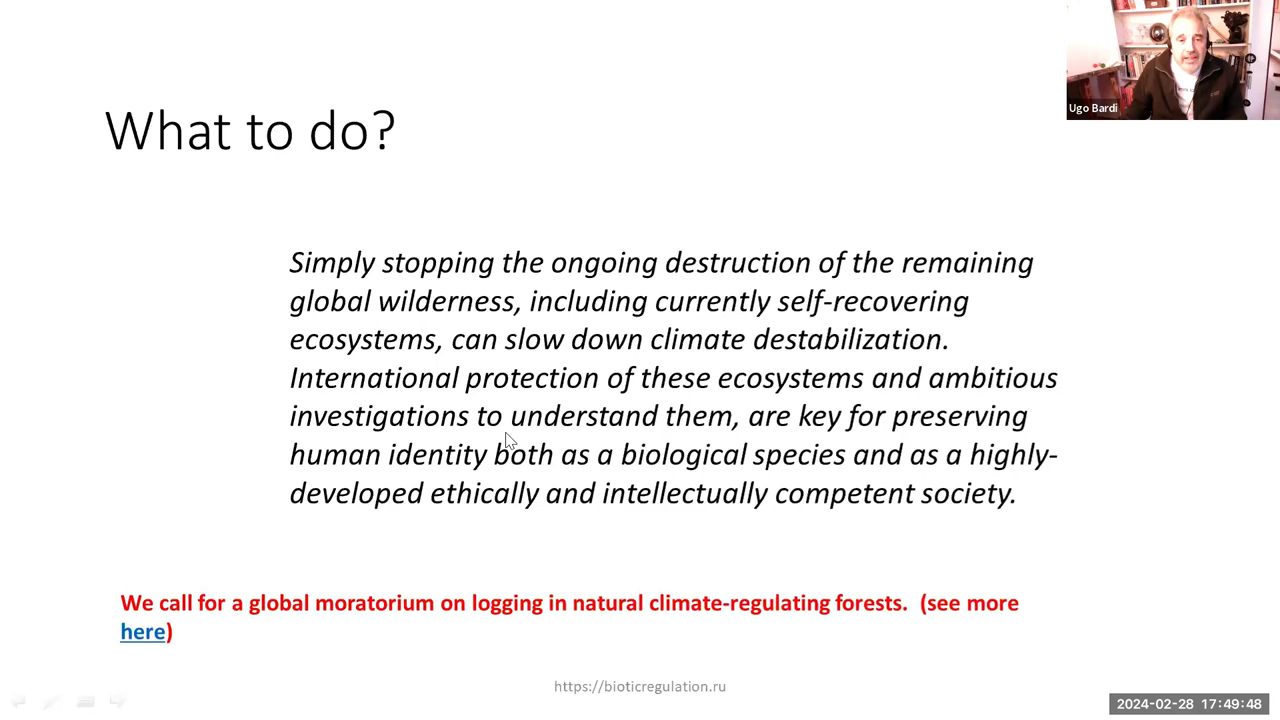 Ugo Bardi
What to do?
Simply stopping the ongoing destruction of the remaining
global wilderness, including currently self-recovering
ecosystems, can slow down climate destabilization.
International protection of these ecosystems and ambitious
investigations to understand them, are key for preserving
human identity both as a biological species and as a highly-
developed ethically and intellectually competent society.
We call for a global moratorium on logging in natural climate-regulating forests.  (see more
here)
https://bioticregulation.ru
2024-02-28 17:49:48